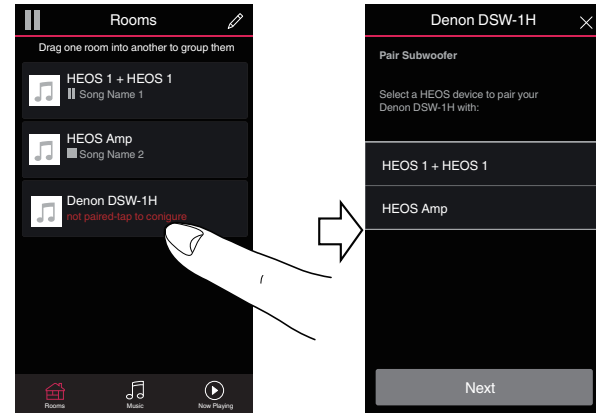 Rooms
Drag one room into another to group them
HEOS 1 + HEOS 1
Song Name 1
HEOS Amp
Song Name 2
Denon DSW-1H
not paired-tap to conigure
Rooms
Music
Now Playing
Denon DSW-1H
Pair Subwoofer
Select a HEOS device to pair your
Denon DSW-1H with:
HEOS 1 + HEOS 1
HEOS Amp
Next